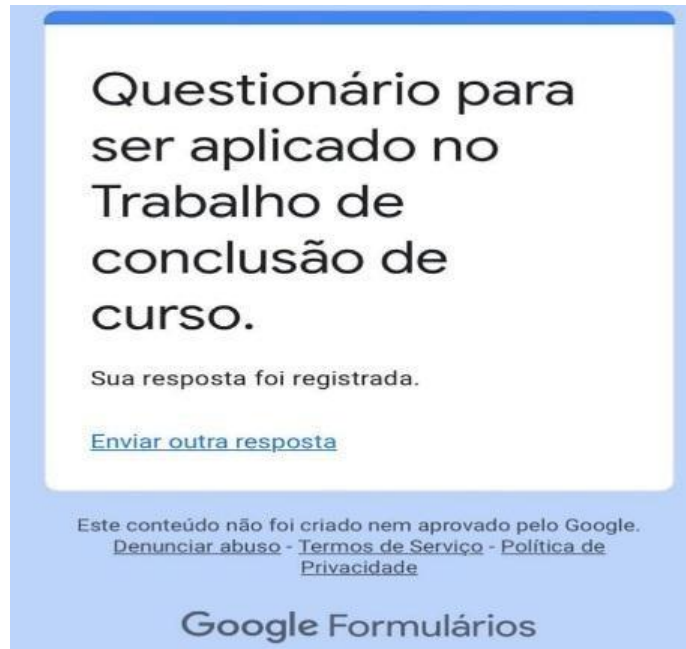 Questionário para
ser aplicado no
Trabalho de
conclusão de
curso.
Sua resposta foi registrada.
Enviar outra resposta
Este conteúdo não foi criado nem aprovado pelo Google.
Denunciar abuso - Termos de Serviço - Política de
Privacidade
Google Formulários